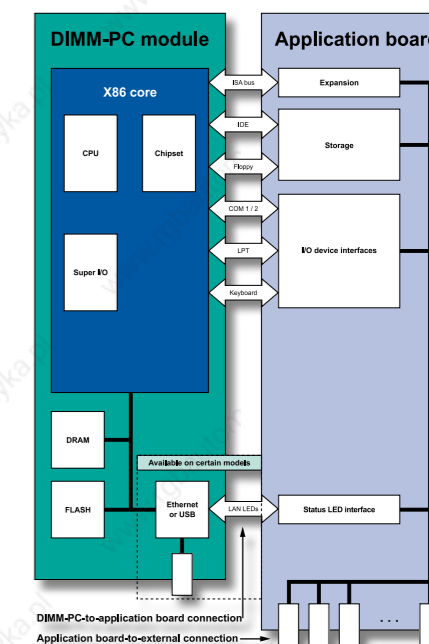 DIMM-PC module
Application boar
X86 core
ISA bus
Expansion
IDE
CPU
Chipset
Storage
Floppy
COM 1 / 2
LPT
I/O device interfaces
Super I/O
Keyboard
DRAM
Available on certain models
FLASH
Ethernet
or USB
LAN LEDs
Status LED interface
DIMM-PC-to-application board connection
...
Application board-to-external connection